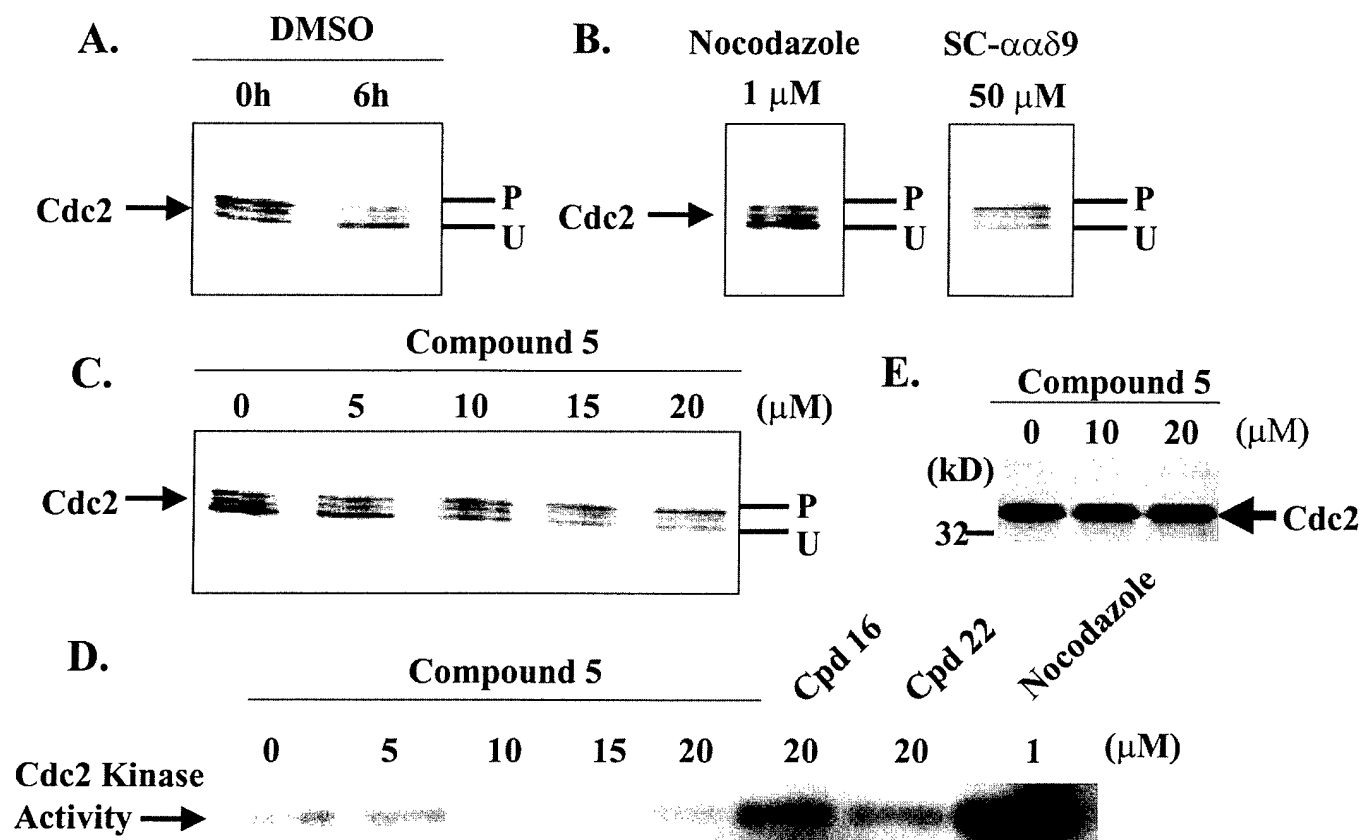 A.
DMSO
0h 6h
Cdc2
P
U
B.
Nocodazole SC-ααδ9
1 µM 50 µM
Cdc2
P
U
P
U
C.
Compound 5
0 5 10 15 20 (µM)
Cdc2
P
U
E.
Compound 5
0 10 20 (µM)
(kD)
32
Cdc2
D.
Compound 5
Cpd 16
Cpd 22
Nocodazole
0 5 10 15 20 20 20 1 (µM)
Cdc2 Kinase
Activity